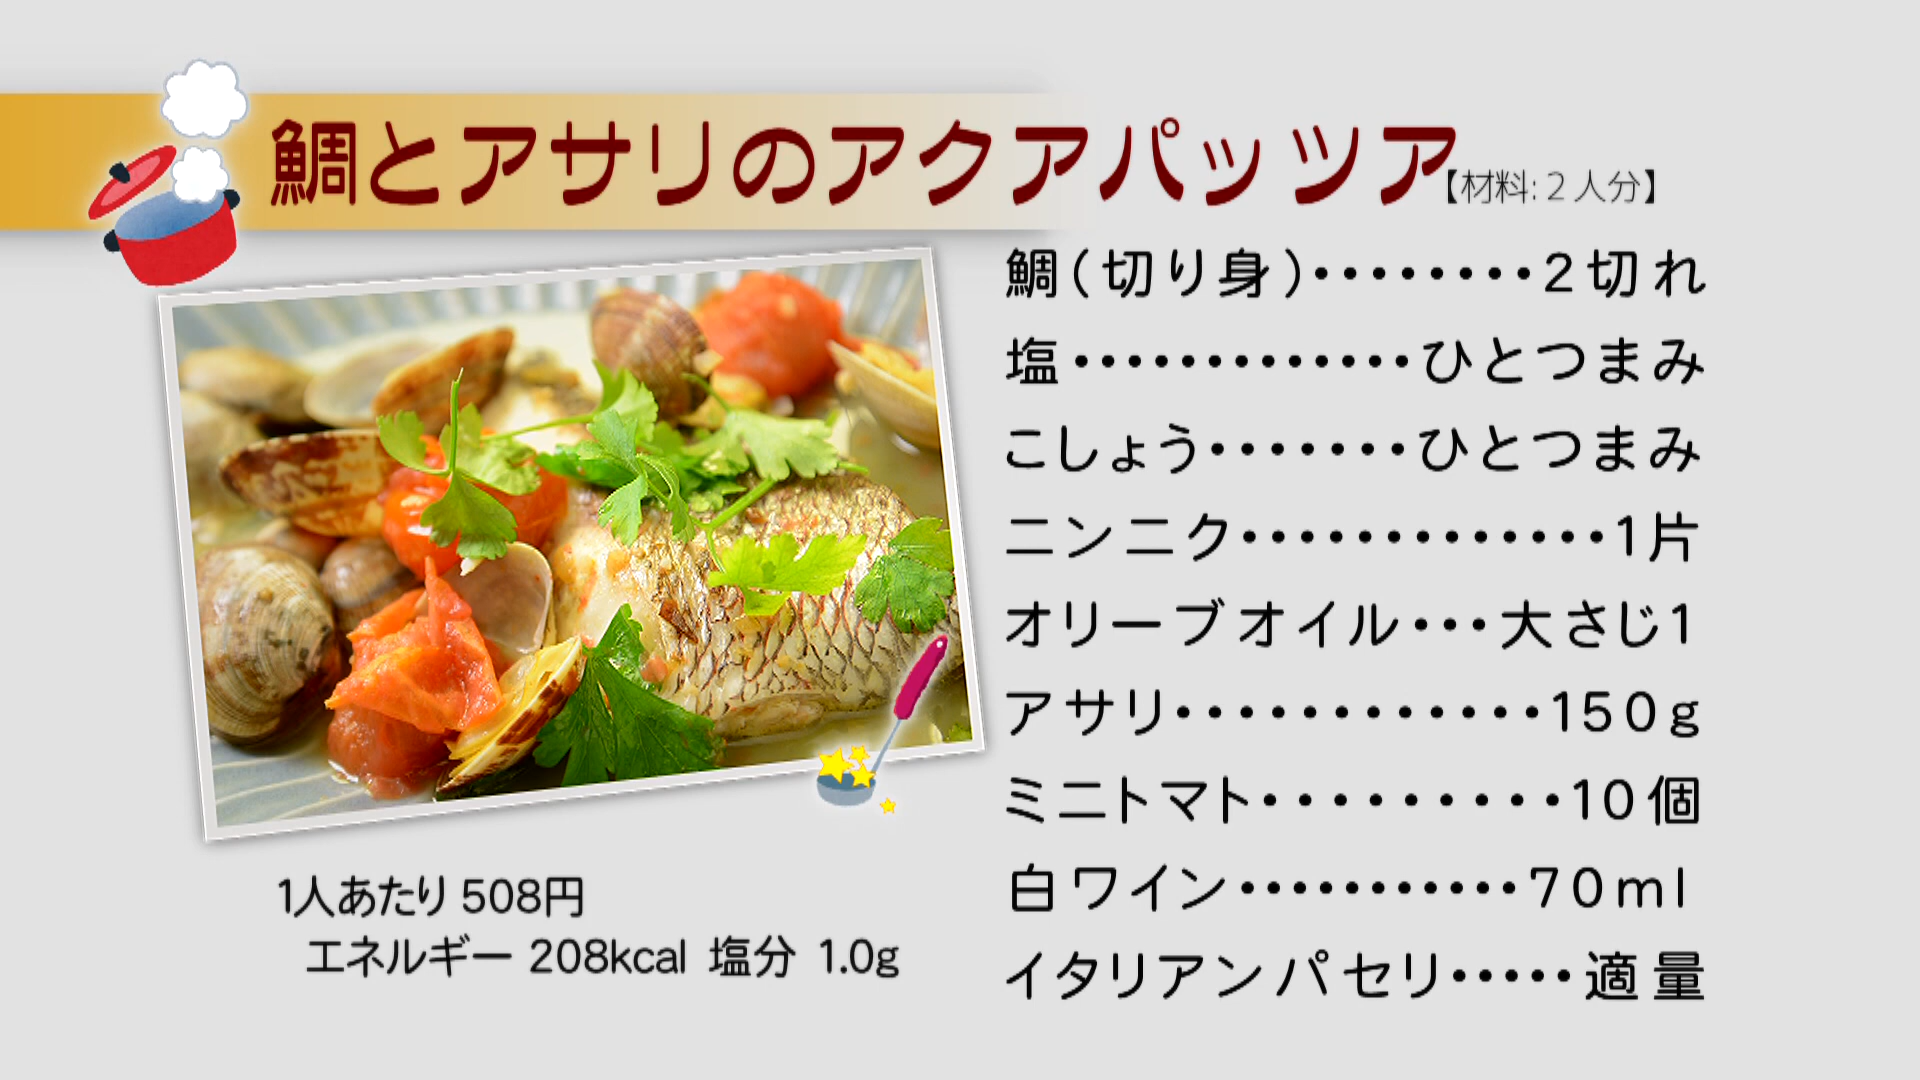 鯛とアサリのアクアパッツア【材料:2人分】
鯛(切り身)・・・・・・・・2切れ
塩・・・・・・・・・・・・・ひとつまみ
こしょう・・・・・・・ひとつまみ
ニンニク・・・・・・・・・・・・・1片
オリーブオイル・・・大さじ1
アサリ・・・・・・・・・・・・150g
ミニトマト・・・・・・・・・10個
白ワイン・・・・・・・・・・・70ml
イタリアンパセリ・・・・・適量
1人あたり 508円
エネルギー 208kcal 塩分 1.0g